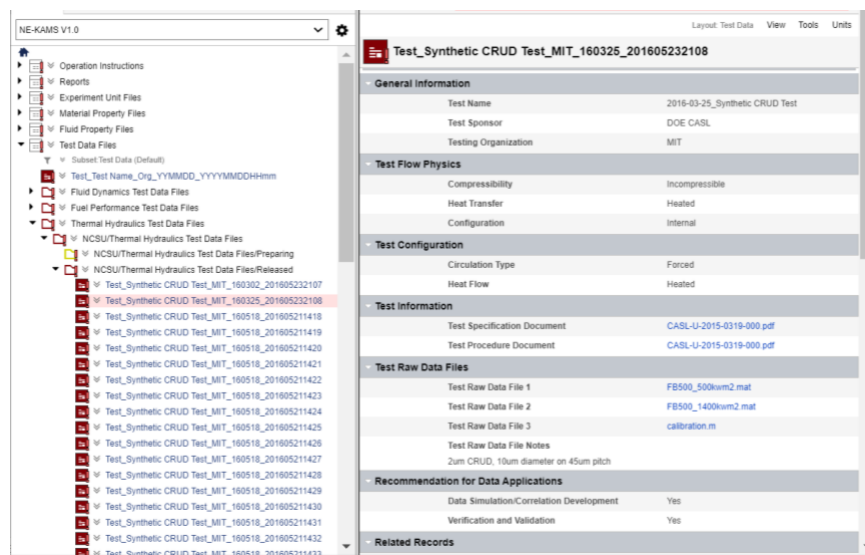 NE-KAMS V1.0
Operation Instructions
Reports
Experiment Unit Files
Material Property Files
Fluid Property Files
Test Data Files
Subset:Test Data (Default)
Test_Test Name_Org_YYMMDD_YYYYMMDDHHmm
Fluid Dynamics Test Data Files
Fuel Performance Test Data Files
Thermal Hydraulics Test Data Files
NCSU/Thermal Hydraulics Test Data Files
NCSU/Thermal Hydraulics Test Data Files/Preparing
NCSU/Thermal Hydraulics Test Data Files/Released
Test_Synthetic CRUD Test_MIT_160302_201605232107
Test_Synthetic CRUD Test_MIT_160325_201605232108
Test_Synthetic CRUD Test_MIT_160518_201605211418
Test_Synthetic CRUD Test_MIT_160518_201605211419
Test_Synthetic CRUD Test_MIT_160518_201605211420
Test_Synthetic CRUD Test_MIT_160518_201605211421
Test_Synthetic CRUD Test_MIT_160518_201605211422
Test_Synthetic CRUD Test_MIT_160518_201605211423
Test_Synthetic CRUD Test_MIT_160518_201605211424
Test_Synthetic CRUD Test_MIT_160518_201605211425
Test_Synthetic CRUD Test_MIT_160518_201605211426
Test_Synthetic CRUD Test_MIT_160518_201605211427
Test_Synthetic CRUD Test_MIT_160518_201605211428
Test_Synthetic CRUD Test_MIT_160518_201605211429
Test_Synthetic CRUD Test_MIT_160518_201605211430
Test_Synthetic CRUD Test_MIT_160518_201605211431
Test_Synthetic CRUD Test_MIT_160518_201605211432
Test_Synthetic CRUD Test_MIT_160518_201605211433
Layout: Test Data View Tools Units
Test_Synthetic CRUD Test_MIT_160325_201605232108
General Information
Test Name 2016-03-25_Synthetic CRUD Test
Test Sponsor DOE CASL
Testing Organization MIT
Test Flow Physics
Compressibility Incompressible
Heat Transfer Heated
Configuration Internal
Test Configuration
Circulation Type Forced
Heat Flow Heated
Test Information
Test Specification Document CASL-U-2015-0319-000.pdf
Test Procedure Document CASL-U-2015-0319-000.pdf
Test Raw Data Files
Test Raw Data File 1 FB500_500kwm2.mat
Test Raw Data File 2 FB500_1400kwm2.mat
Test Raw Data File 3 calibration.m
Test Raw Data File Notes
2um CRUD, 10um diameter on 45um pitch
Recommendation for Data Applications
Data Simulation/Correlation Development Yes
Verification and Validation Yes
Related Records